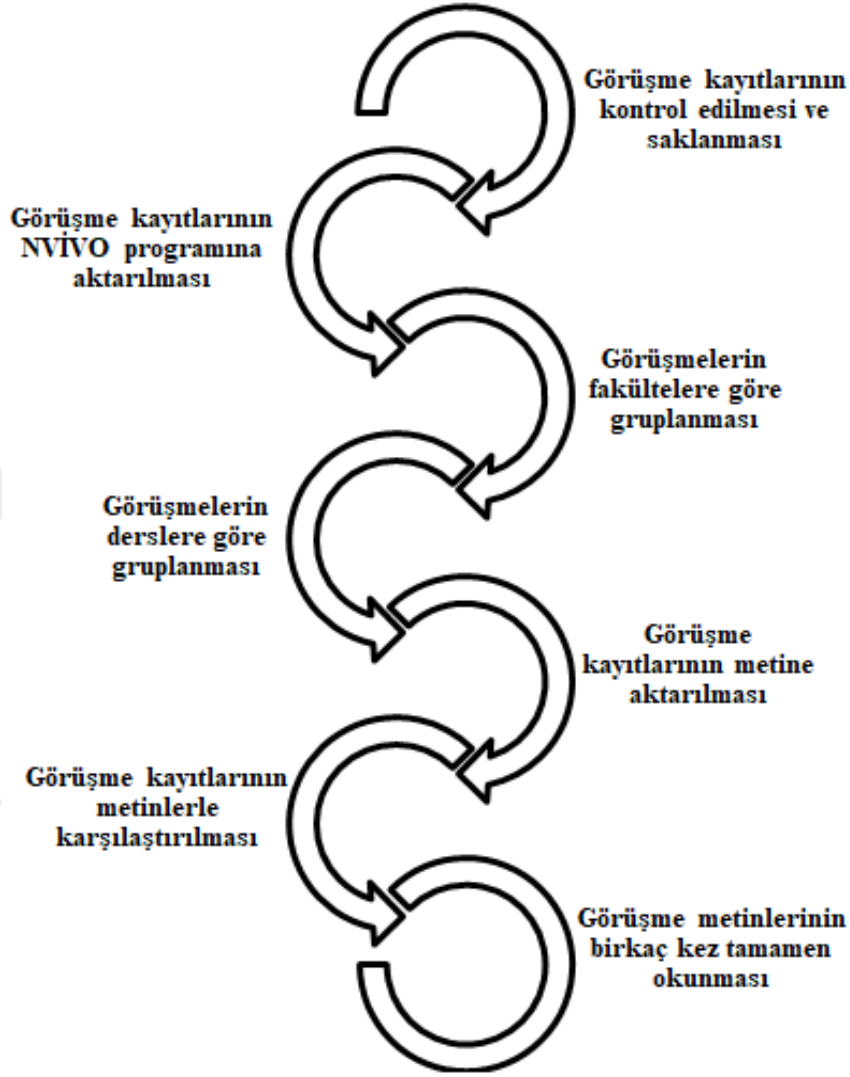 Görüşme kayıtlarının
kontrol edilmesi ve
saklanması
Görüşme kayıtlarının
NVİVO programına
aktarılması
Görüşmelerin
fakültelere göre
gruplanması
Görüşmelerin
derslere göre
gruplanması
Görüşme
kayıtlarının metine
aktarılması
Görüşme kayıtlarının
metinlerle
karşılaştırılması
Görüşme metinlerinin
birkaç kez tamamen
okunması